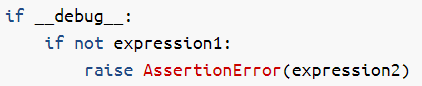 if __debug__:
    if not expression1:
        raise AssertionError(expression2)